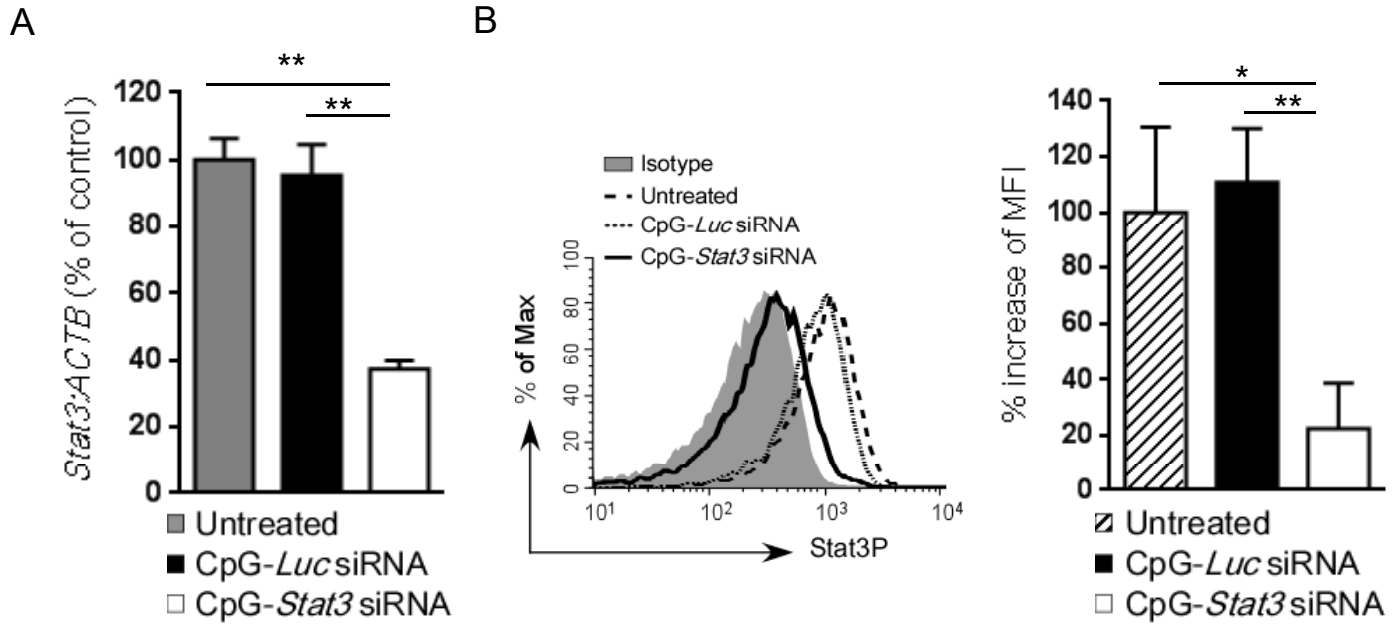 A
B
**
**
Stat3:ACTB (% of control)
120
100
80
60
40
20
0
Untreated
CpG-Luc siRNA
CpG-Stat3 siRNA
Isotype
Untreated
CpG-Luc siRNA
CpG-Stat3 siRNA
% of Max
100
80
60
40
20
0
10¹ 10² 10³ 10⁴
Stat3P
*
**
% increase of MFI
140
120
100
80
60
40
20
0
Untreated
CpG-Luc siRNA
CpG-Stat3 siRNA